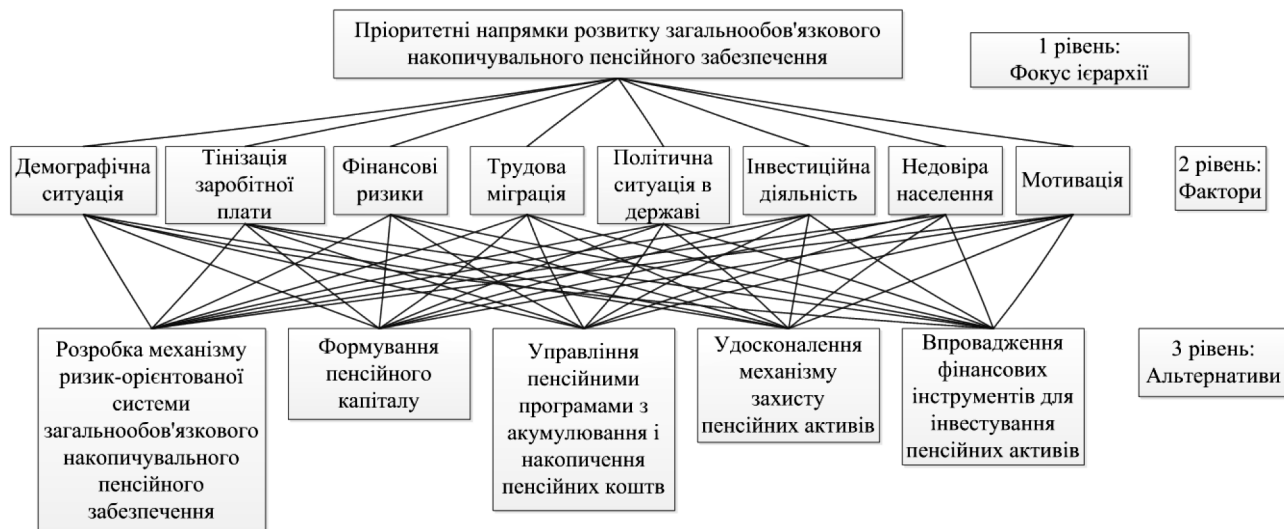 Пріоритетні напрямки розвитку загальнообов'язкового
накопичувального пенсійного забезпечення
1 рівень:
Фокус ієрархії
Демографічна
ситуація
Тінізація
заробітної
плати
Фінансові
ризики
Трудова
міграція
Політична
ситуація в
державі
Інвестиційна
діяльність
Недовіра
населення
Мотивація
2 рівень:
Фактори
Розробка механізму
ризик-орієнтованої
системи
загальнообов'язкового
накопичувального
пенсійного
забезпечення
Формування
пенсійного
капіталу
Управління
пенсійними
програмами з
акумулювання і
накопичення
пенсійних коштв
Удосконалення
механізму
захисту
пенсійних активів
Впровадження
фінансових
інструментів для
інвестування
пенсійних активів
3 рівень:
Альтернативи